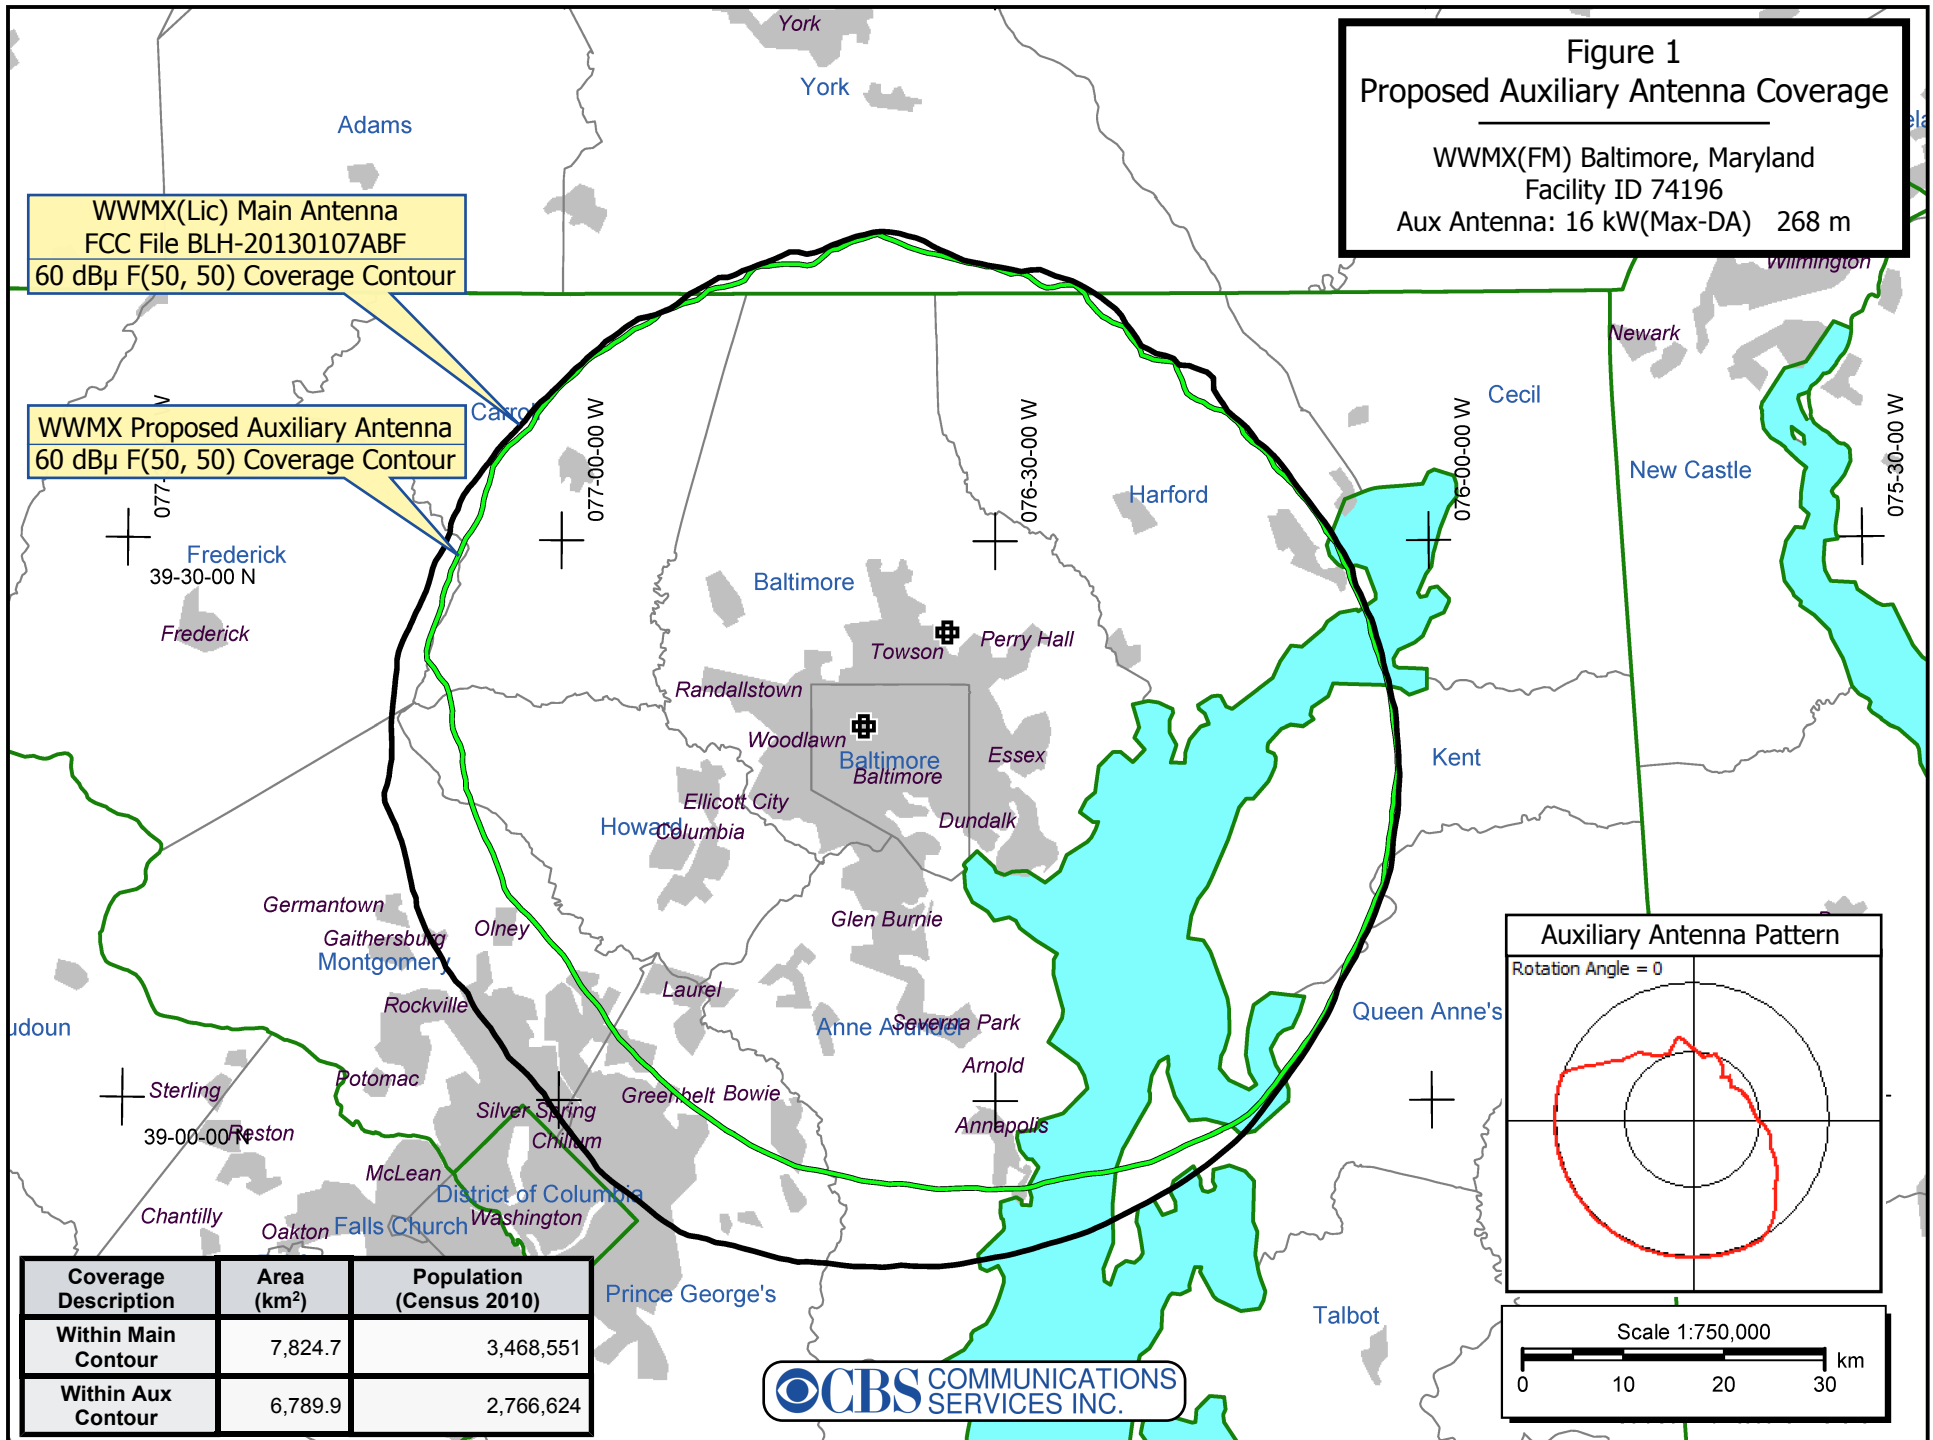 York
York
Adams
Figure 1
Proposed Auxiliary Antenna Coverage
WWMX(FM) Baltimore, Maryland
Facility ID 74196
Aux Antenna: 16 kW(Max-DA) 268 m
WWMX(Lic) Main Antenna
FCC File BLH-20130107ABF
60 dBµ F(50, 50) Coverage Contour
Wilmington
Newark
Cecil
Carrol
WWMX Proposed Auxiliary Antenna
60 dBµ F(50, 50) Coverage Contour
077-00-00 W
076-30-00 W
076-00-00 W
075-30-00 W
New Castle
Harford
Frederick
39-30-00 N
Frederick
Baltimore
Towson
Perry Hall
Randallstown
Woodlawn
Baltimore
Baltimore
Essex
Kent
Ellicott City
Howard
Columbia
Dundalk
Germantown
Gaithersburg
Montgomery
Olney
Glen Burnie
Rockville
Laurel
Anne Arundel
Severna Park
Queen Anne's
udoun
Arnold
Sterling
Potomac
Silver Spring
Greenbelt
Bowie
Annapolis
39-00-00 N
Reston
Chillum
McLean
District of Columbia
Washington
Chantilly
Oakton
Falls Church
Prince George's
Talbot
Auxiliary Antenna Pattern
Rotation Angle = 0
Coverage Description
Area (km²)
Population (Census 2010)
Within Main Contour
7,824.7
3,468,551
Within Aux Contour
6,789.9
2,766,624
CBS COMMUNICATIONS SERVICES INC.
Scale 1:750,000
km
0 10 20 30